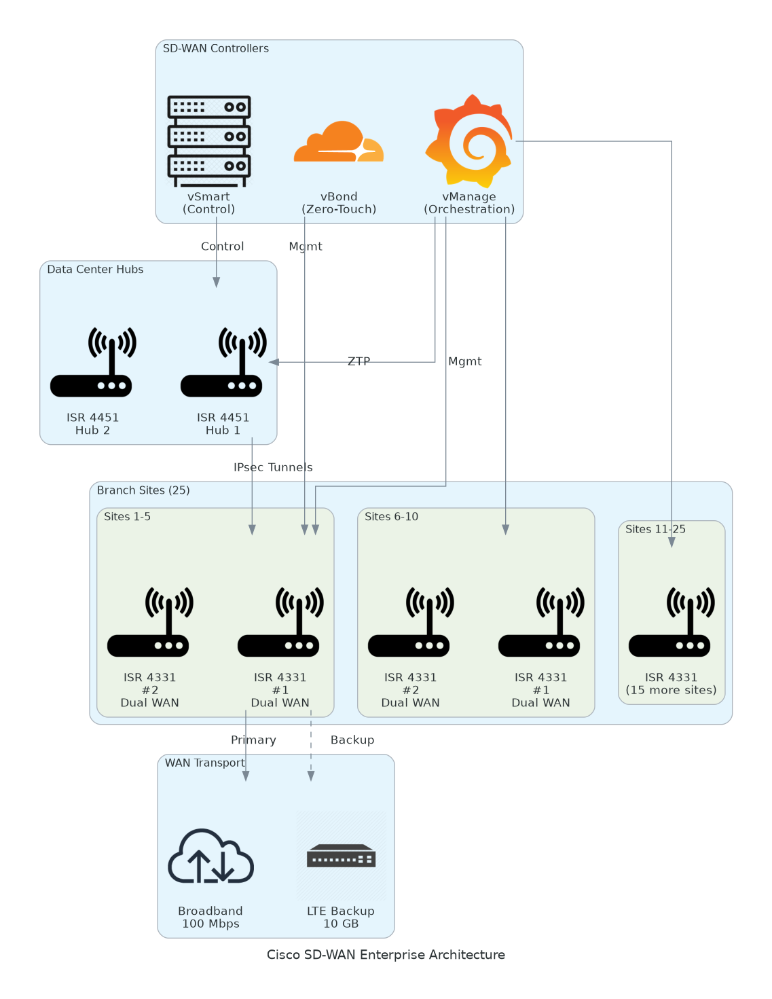 SD-WAN Controllers
vSmart
(Control)
vBond
(Zero-Touch)
vManage
(Orchestration)
Control
Mgmt
Data Center Hubs
ZTP
Mgmt
ISR 4451
Hub 2
ISR 4451
Hub 1
IPsec Tunnels
Branch Sites (25)
Sites 1-5
Sites 6-10
Sites 11-25
ISR 4331
#2
Dual WAN
ISR 4331
#1
Dual WAN
ISR 4331
#2
Dual WAN
ISR 4331
#1
Dual WAN
ISR 4331
(15 more sites)
Primary
Backup
WAN Transport
Broadband
100 Mbps
LTE Backup
10 GB
Cisco SD-WAN Enterprise Architecture